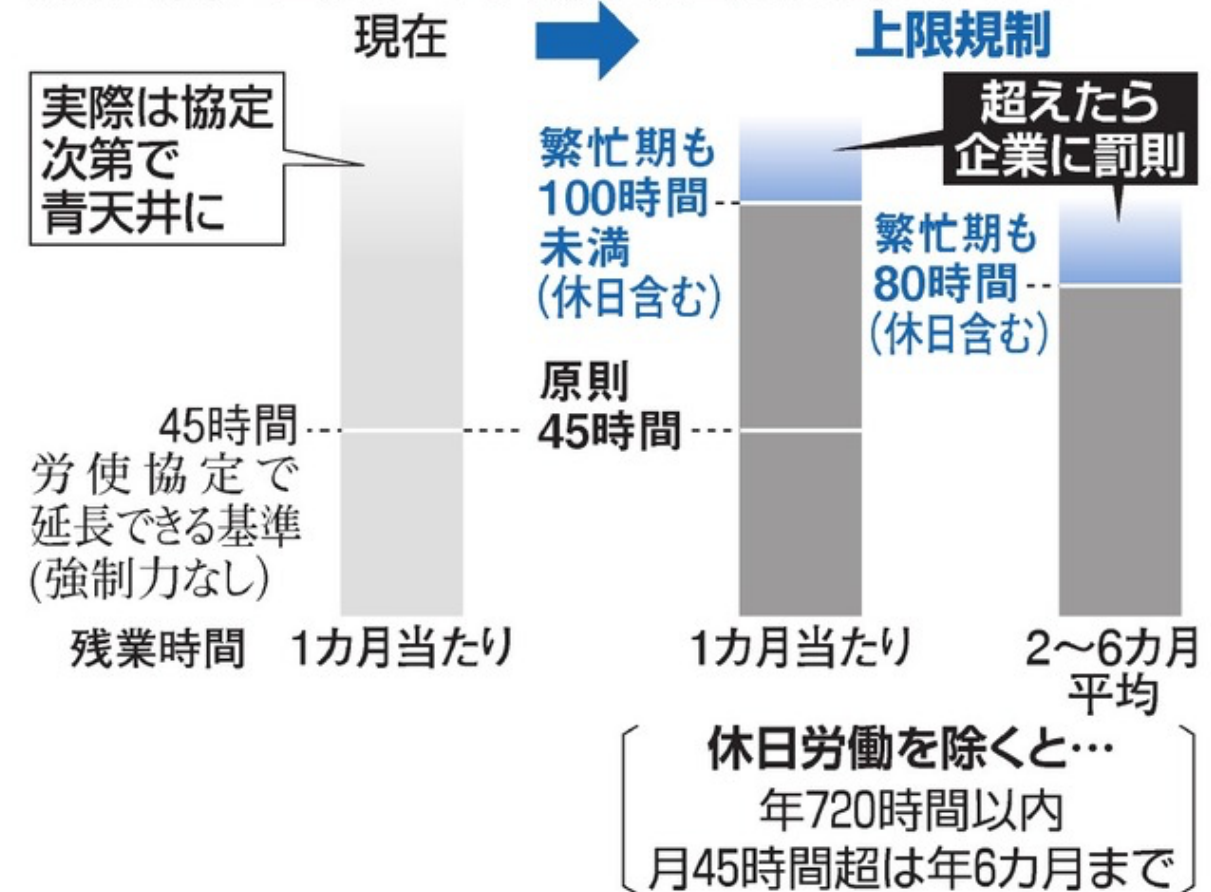 現在
上限規制
実際は協定
次第で
青天井に
超えたら
企業に罰則
繁忙期も
100時間
未満
(休日含む)
繁忙期も
80時間
(休日含む)
原則
45時間
45時間
労使協定で
延長できる基準
(強制力なし)
残業時間
1カ月当たり
1カ月当たり
2〜6カ月
平均
休日労働を除くと…
年720時間以内
月45時間超は年6カ月まで